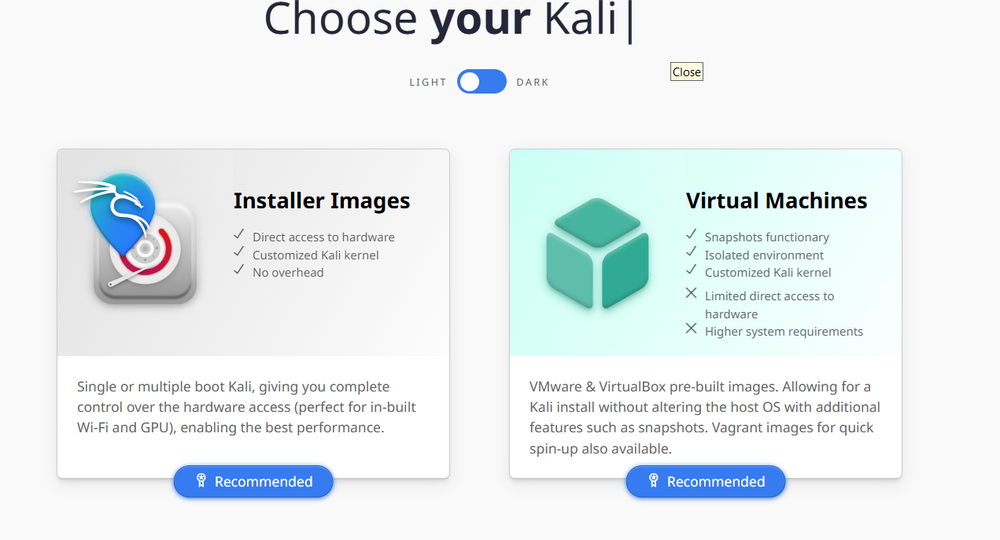 Choose your Kali|
LIGHT DARK
Close
Installer Images
Direct access to hardware
Customized Kali kernel
No overhead
Single or multiple boot Kali, giving you complete
control over the hardware access (perfect for in-built
Wi-Fi and GPU), enabling the best performance.
Recommended
Virtual Machines
Snapshots functionary
Isolated environment
Customized Kali kernel
Limited direct access to
hardware
Higher system requirements
VMware & VirtualBox pre-built images. Allowing for a
Kali install without altering the host OS with additional
features such as snapshots. Vagrant images for quick
spin-up also available.
Recommended